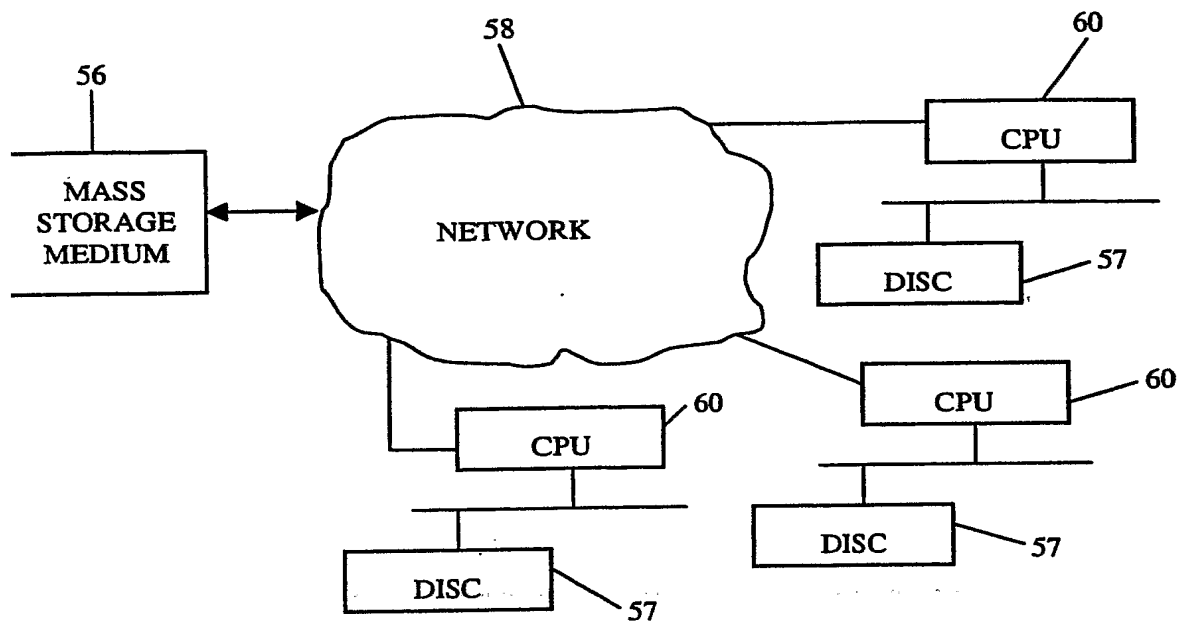 58
60
56
CPU
MASS
STORAGE
MEDIUM
NETWORK
57
DISC
60
CPU
60
CPU
57
DISC
DISC
57